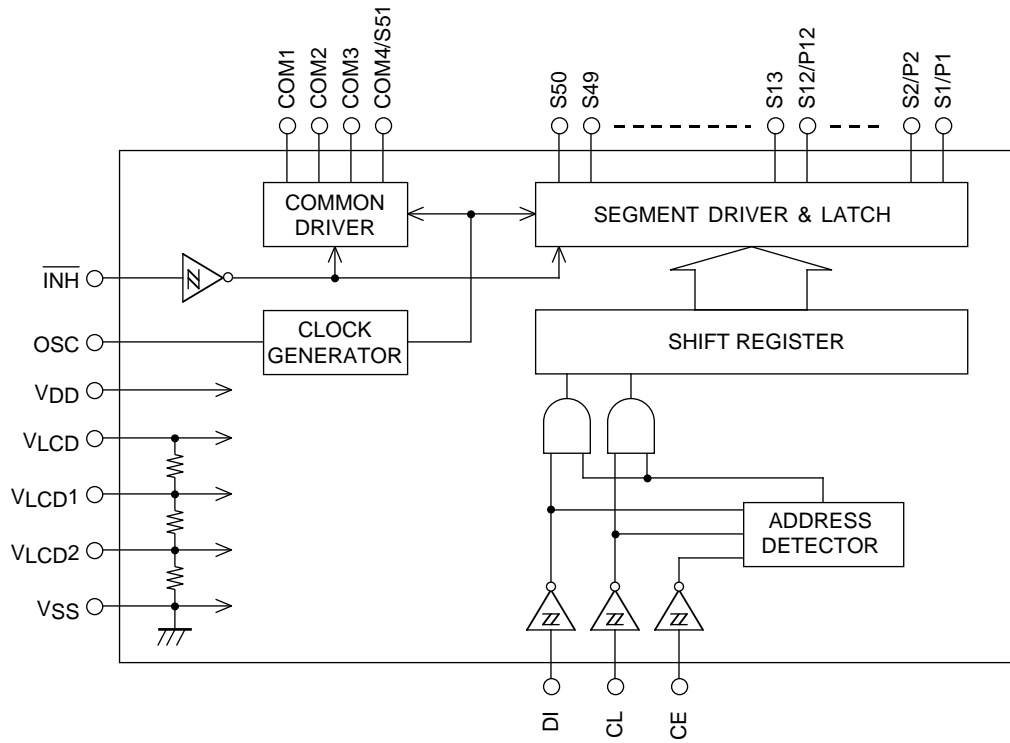 COM1
COM2
COM3
COM4/S51
S50
S49
S13
S12/P12
S2/P2
S1/P1
COMMON
DRIVER
SEGMENT DRIVER & LATCH
INH
OSC
CLOCK
GENERATOR
SHIFT REGISTER
VDD
VLCD
VLCD1
VLCD2
VSS
ADDRESS
DETECTOR
DI
CL
CE